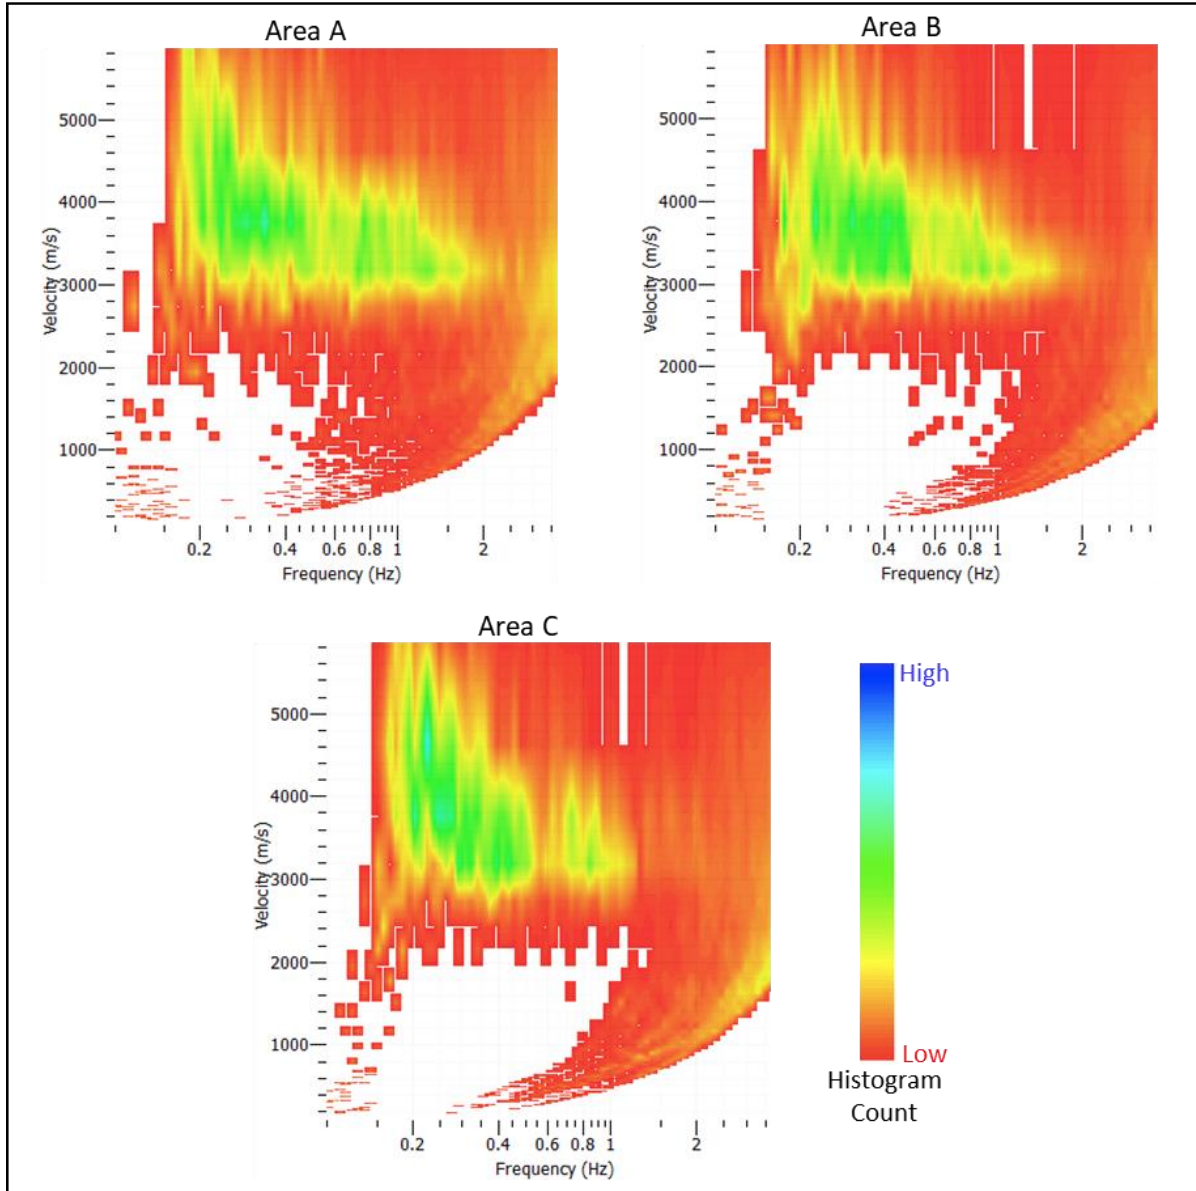 Area A
Velocity (m/s)
5000
4000
3000
2000
1000
0.2 0.4 0.6 0.8 1 2
Frequency (Hz)
Area B
Velocity (m/s)
5000
4000
3000
2000
1000
0.2 0.4 0.6 0.8 1 2
Frequency (Hz)
Area C
Velocity (m/s)
5000
4000
3000
2000
1000
0.2 0.4 0.6 0.8 1 2
Frequency (Hz)
High
Low
Histogram
Count